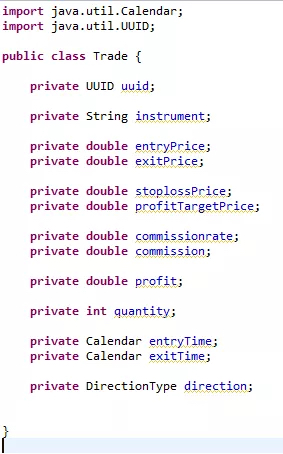 import java.util.Calendar;
import java.util.UUID;
public class Trade {
private UUID uuid;
private String instrument;
private double entryPrice;
private double exitPrice;
private double stoplossPrice;
private double profitTargetPrice;
private double commissionrate;
private double commission;
private double profit;
private int quantity;
private Calendar entryTime;
private Calendar exitTime;
private DirectionType direction;
}